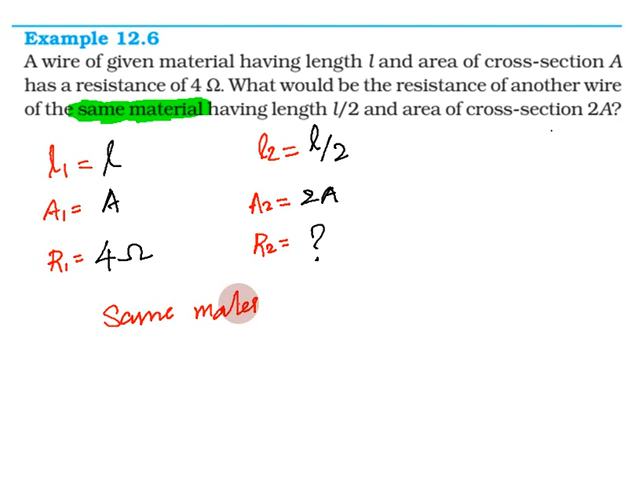 Example 12.6
A wire of given material having length l and area of cross-section A
has a resistance of 4 Ω. What would be the resistance of another wire
of the same material having length l/2 and area of cross-section 2A?
l₁ = l
l₂ = l/2
A₁ = A
A₂ = 2A
R₁ = 4Ω
R₂ = ?
Same mater